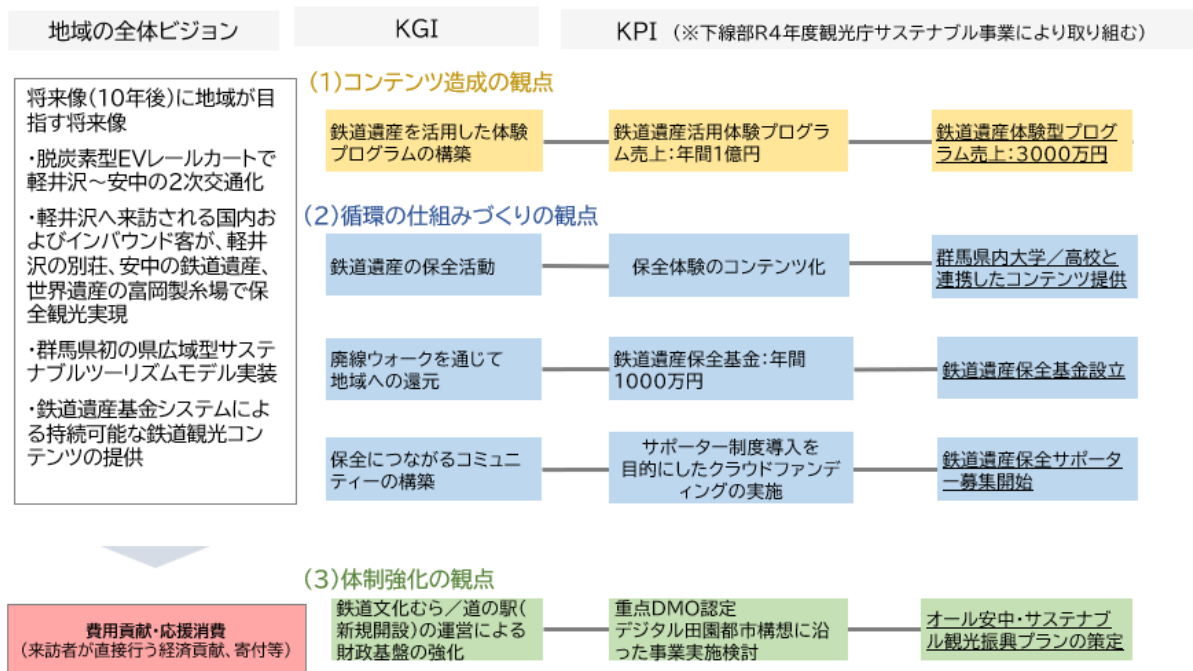 地域の全体ビジョン
KGI
KPI（※下線部R4年度観光庁サステナブル事業により取り組む）
将来像(10年後)に地域が目
指す将来像
・脱炭素型EVレールカートで
軽井沢～安中の2次交通化
・軽井沢へ来訪される国内お
よびインバウンド客が、軽井
沢の別荘、安中の鉄道遺産、
世界遺産の富岡製糸場で保
全観光実現
・群馬県初の県広域型サステ
ナブルツーリズムモデル実装
・鉄道遺産基金システムによ
る持続可能な鉄道観光コン
テンツの提供
費用貢献・応援消費
(来訪者が直接行う経済貢献、寄付等)
(1)コンテンツ造成の観点
鉄道遺産を活用した体験
プログラムの構築
鉄道遺産活用体験プログラ
ム売上：年間1億円
鉄道遺産体験型プログ
ラム売上：3000万円
(2)循環の仕組みづくりの観点
鉄道遺産の保全活動
保全体験のコンテンツ化
群馬県内大学／高校と
連携したコンテンツ提供
廃線ウォークを通じて
地域への還元
鉄道遺産保全基金：年間
1000万円
鉄道遺産保全基金設立
保全につながるコミュニ
ティーの構築
サポーター制度導入を
目的にしたクラウドファンデ
ィングの実施
鉄道遺産保全サポータ
ー募集開始
(3)体制強化の観点
鉄道文化むら／道の駅(
新規開設)の運営による
財政基盤の強化
重点DMO認定
デジタル田園都市構想に沿
った事業実施検討
オール安中・サステナブ
ル観光振興プランの策定